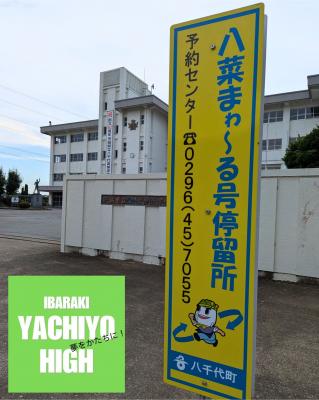 八菜まわ～る号停留所
予約センター☎0296(45)7055
八千代町
IBARAKI
YACHIYO
HIGH
夢をかたちに！